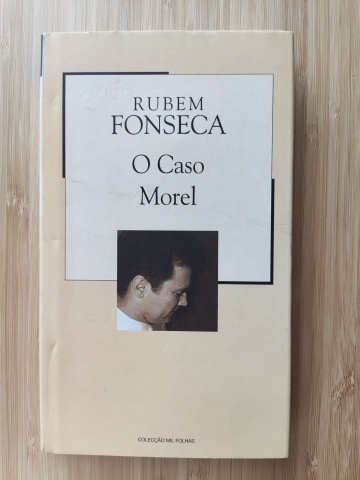 RUBEM
FONSECA
O Caso
Morel
COLECÇÃO MIL FOLHAS